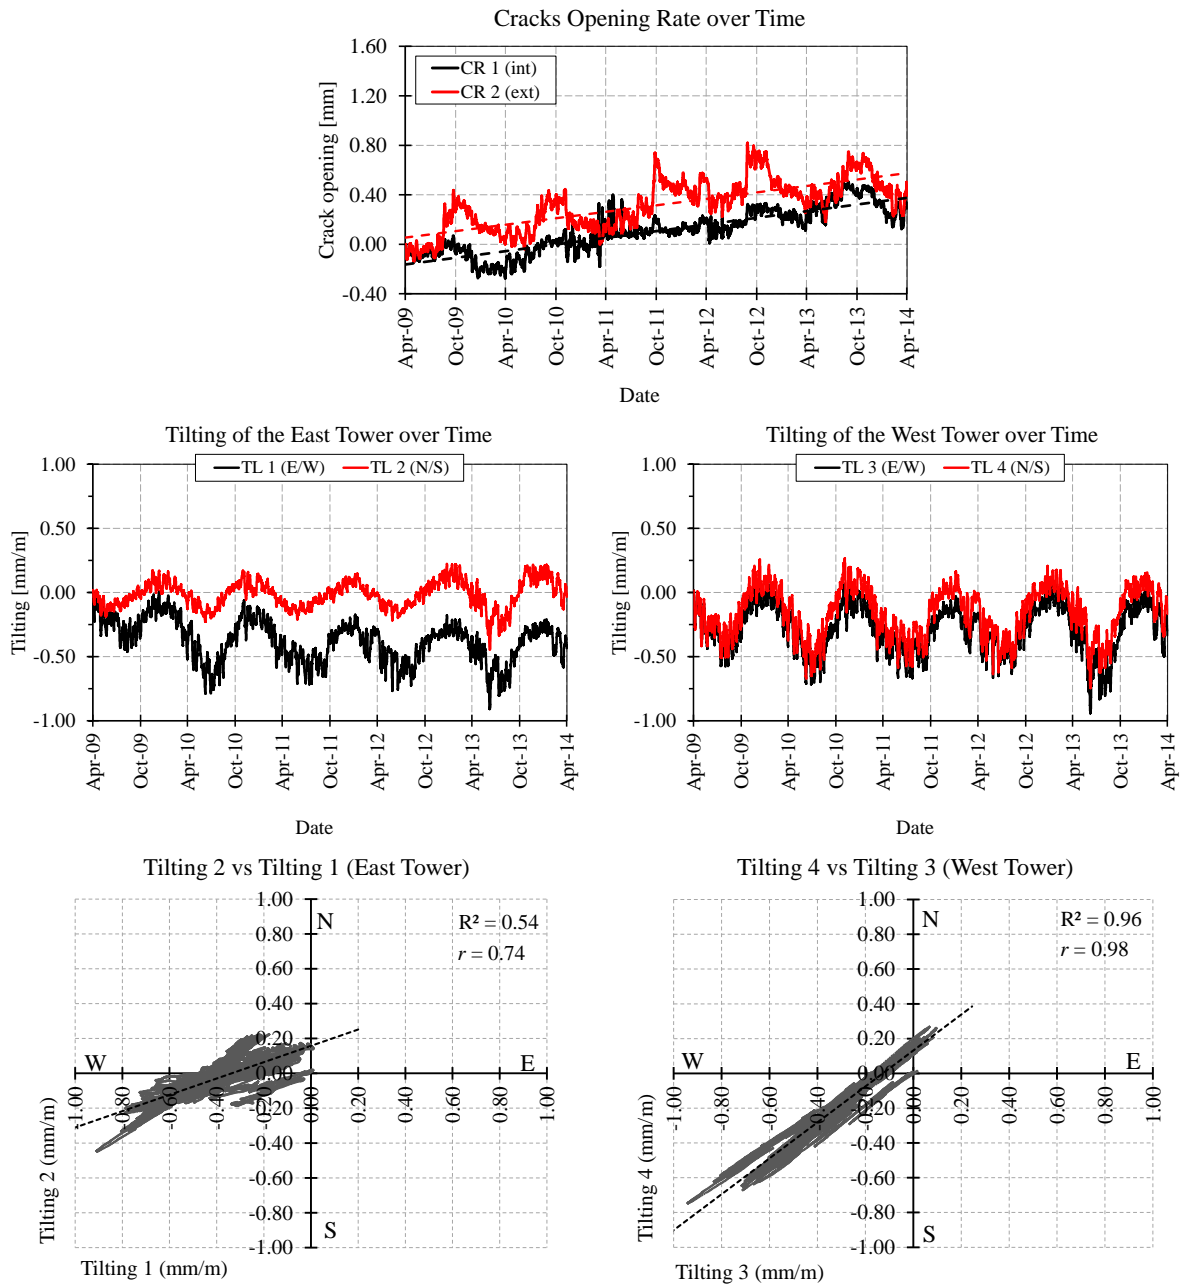 Cracks Opening Rate over Time
1.60
1.20
0.80
0.40
0.00
-0.40
Crack opening [mm]
CR 1 (int)
CR 2 (ext)
Apr-09
Oct-09
Apr-10
Oct-10
Apr-11
Oct-11
Apr-12
Oct-12
Apr-13
Oct-13
Apr-14
Date
Tilting of the East Tower over Time
1.00
0.50
0.00
-0.50
-1.00
Tilting [mm/m]
TL 1 (E/W) TL 2 (N/S)
Apr-09
Oct-09
Apr-10
Oct-10
Apr-11
Oct-11
Apr-12
Oct-12
Apr-13
Oct-13
Apr-14
Date
Tilting of the West Tower over Time
1.00
0.50
0.00
-0.50
-1.00
Tilting [mm/m]
TL 3 (E/W) TL 4 (N/S)
Apr-09
Oct-09
Apr-10
Oct-10
Apr-11
Oct-11
Apr-12
Oct-12
Apr-13
Oct-13
Apr-14
Date
Tilting 2 vs Tilting 1 (East Tower)
1.00
0.80
0.60
0.40
0.20
0.00
-0.20
-0.40
-0.60
-0.80
-1.00
N
R² = 0.54
r = 0.74
W
E
S
-1.00
-0.80
-0.60
-0.40
-0.20
0.00
0.20
0.40
0.60
0.80
1.00
Tilting 2 (mm/m)
Tilting 1 (mm/m)
Tilting 4 vs Tilting 3 (West Tower)
1.00
0.80
0.60
0.40
0.20
0.00
-0.20
-0.40
-0.60
-0.80
-1.00
N
R² = 0.96
r = 0.98
W
E
S
-1.00
-0.80
-0.60
-0.40
-0.20
0.00
0.20
0.40
0.60
0.80
1.00
Tilting 4 (mm/m)
Tilting 3 (mm/m)